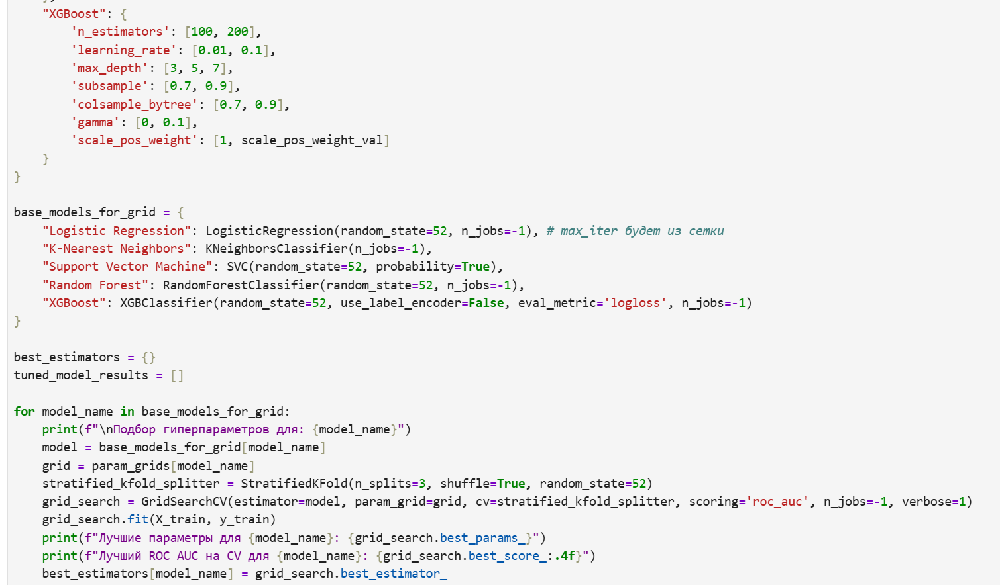 "XGBoost": {
        'n_estimators': [100, 200],
        'learning_rate': [0.01, 0.1],
        'max_depth': [3, 5, 7],
        'subsample': [0.7, 0.9],
        'colsample_bytree': [0.7, 0.9],
        'gamma': [0, 0.1],
        'scale_pos_weight': [1, scale_pos_weight_val]
    }
}

base_models_for_grid = {
    "Logistic Regression": LogisticRegression(random_state=52, n_jobs=-1), # max_iter будет из сетки
    "K-Nearest Neighbors": KNeighborsClassifier(n_jobs=-1),
    "Support Vector Machine": SVC(random_state=52, probability=True),
    "Random Forest": RandomForestClassifier(random_state=52, n_jobs=-1),
    "XGBoost": XGBClassifier(random_state=52, use_label_encoder=False, eval_metric='logloss', n_jobs=-1)
}

best_estimators = {}
tuned_model_results = []

for model_name in base_models_for_grid:
    print(f"\nПодбор гиперпараметров для: {model_name}")
    model = base_models_for_grid[model_name]
    grid = param_grids[model_name]
    stratified_kfold_splitter = StratifiedKFold(n_splits=3, shuffle=True, random_state=52)
    grid_search = GridSearchCV(estimator=model, param_grid=grid, cv=stratified_kfold_splitter, scoring='roc_auc', n_jobs=-1, verbose=1)
    grid_search.fit(X_train, y_train)
    print(f"Лучшие параметры для {model_name}: {grid_search.best_params_}")
    print(f"Лучший ROC AUC на CV для {model_name}: {grid_search.best_score_:.4f}")
    best_estimators[model_name] = grid_search.best_estimator_